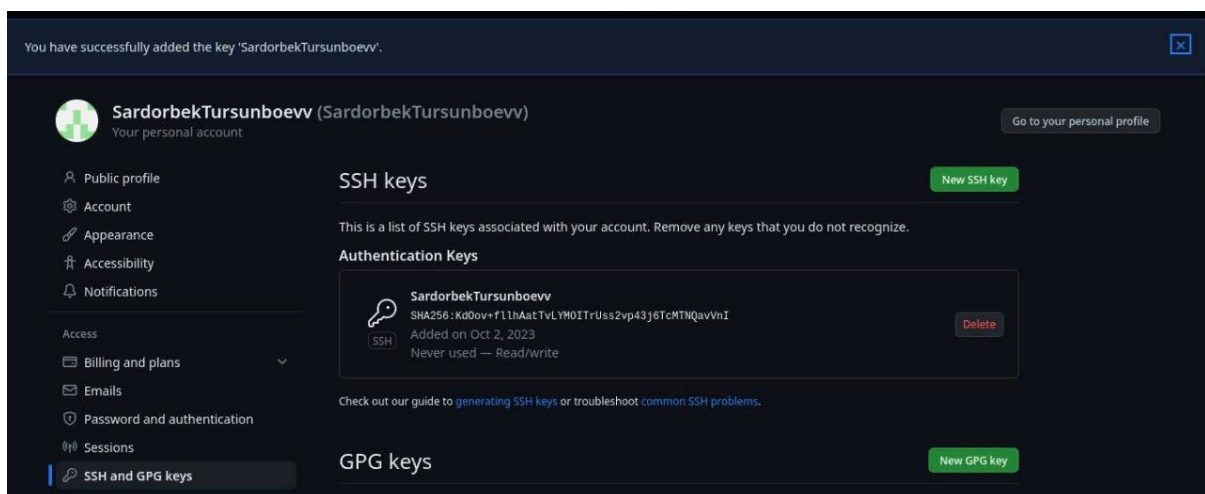 You have successfully added the key 'SardorbekTursunboevv'.
SardorbekTursunboevv (SardorbekTursunboevv)
Your personal account
Go to your personal profile
Public profile
Account
Appearance
Accessibility
Notifications
Access
Billing and plans
Emails
Password and authentication
Sessions
SSH and GPG keys
SSH keys
New SSH key
This is a list of SSH keys associated with your account. Remove any keys that you do not recognize.
Authentication Keys
SardorbekTursunboevv
SHA256:KdOov+fllhAatTvLYM0ITrUss2vp43j6TcMTNQavVnI
SSH
Added on Oct 2, 2023
Never used — Read/write
Delete
Check out our guide to generating SSH keys or troubleshoot common SSH problems.
GPG keys
New GPG key